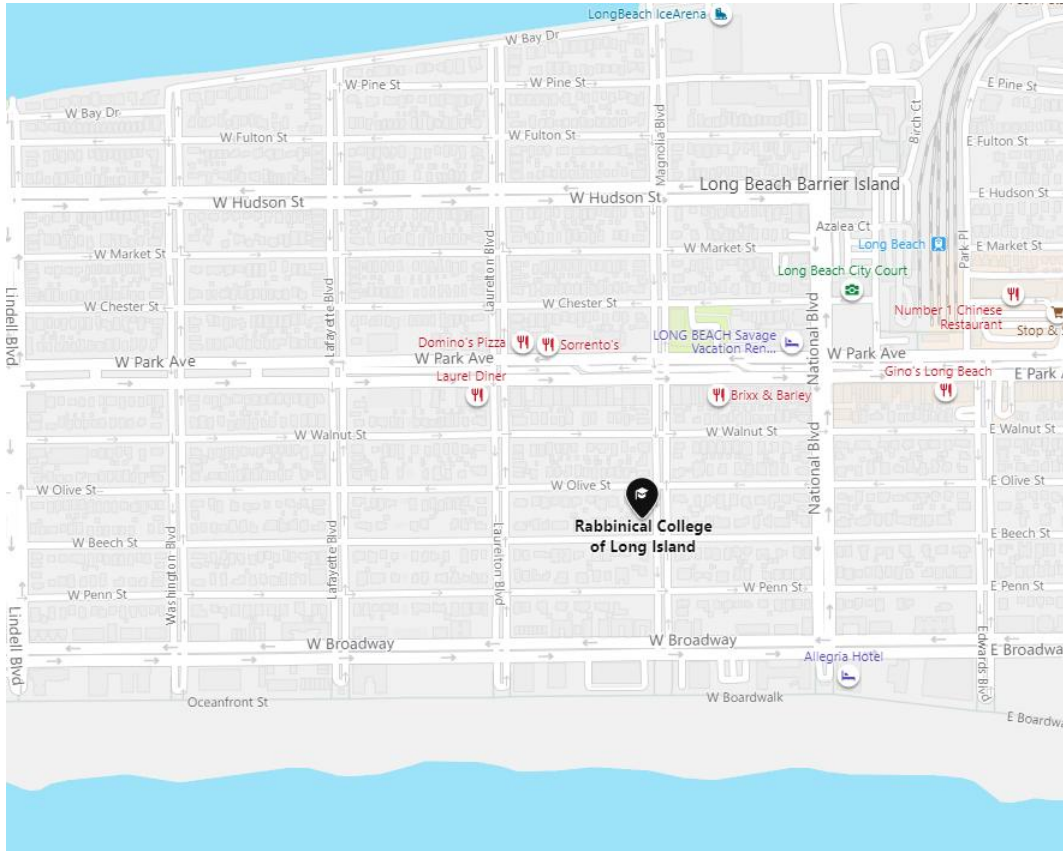 LongBeach IceArena
W Bay Dr
W Pine St
E Pine St
W Bay Dr
W Fulton St
W Fulton St
Magnolia Blvd
Birch Ct
E Fulton St
Long Beach Barrier Island
W Hudson St
W Hudson St
E Hudson St
Azalea Ct
W Market St
Laurelton Blvd
W Market St
Long Beach
Park Pl
E Market St
Long Beach City Court
Lindell Blvd
W Chester St
Lafayette Blvd
W Chester St
National Blvd
Number 1 Chinese
Restaurant
Stop &
Domino's Pizza
Sorrento's
LONG BEACH Savage
Vacation Ren...
W Park Ave
W Park Ave
W Park Ave
Laurel Diner
Gino's Long Beach
E Park
Brixx & Barley
W Walnut St
W Walnut St
E Walnut St
National Blvd
W Olive St
W Olive St
E Olive St
Rabbinical College
of Long Island
W Beech St
Washington Blvd
Lafayette Blvd
Laurelton Blvd
E Beech St
W Penn St
W Penn St
E Penn St
Lindell Blvd
W Broadway
W Broadway
Edwards Blvd
E Broadwa
Allegria Hotel
Oceanfront St
W Boardwalk
E Boardwa